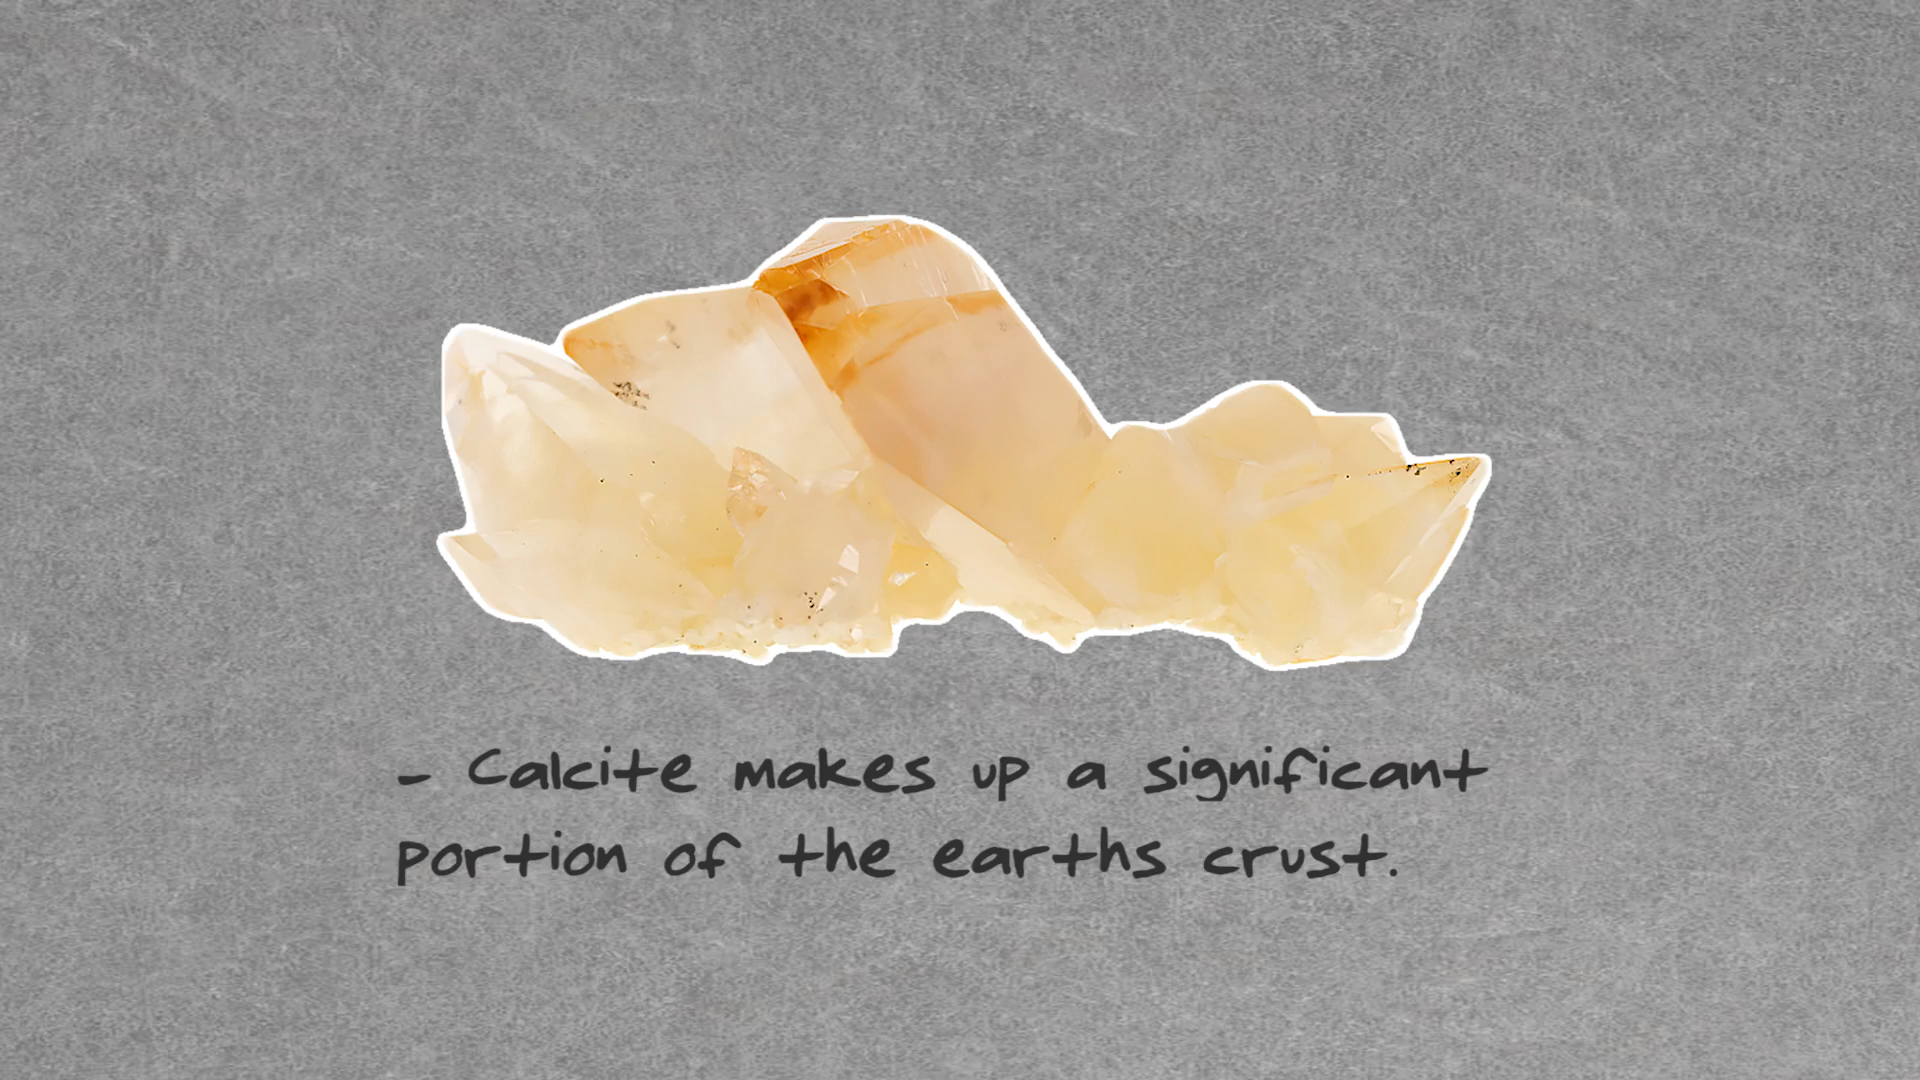 - Calcite makes up a significant
portion of the earths crust.